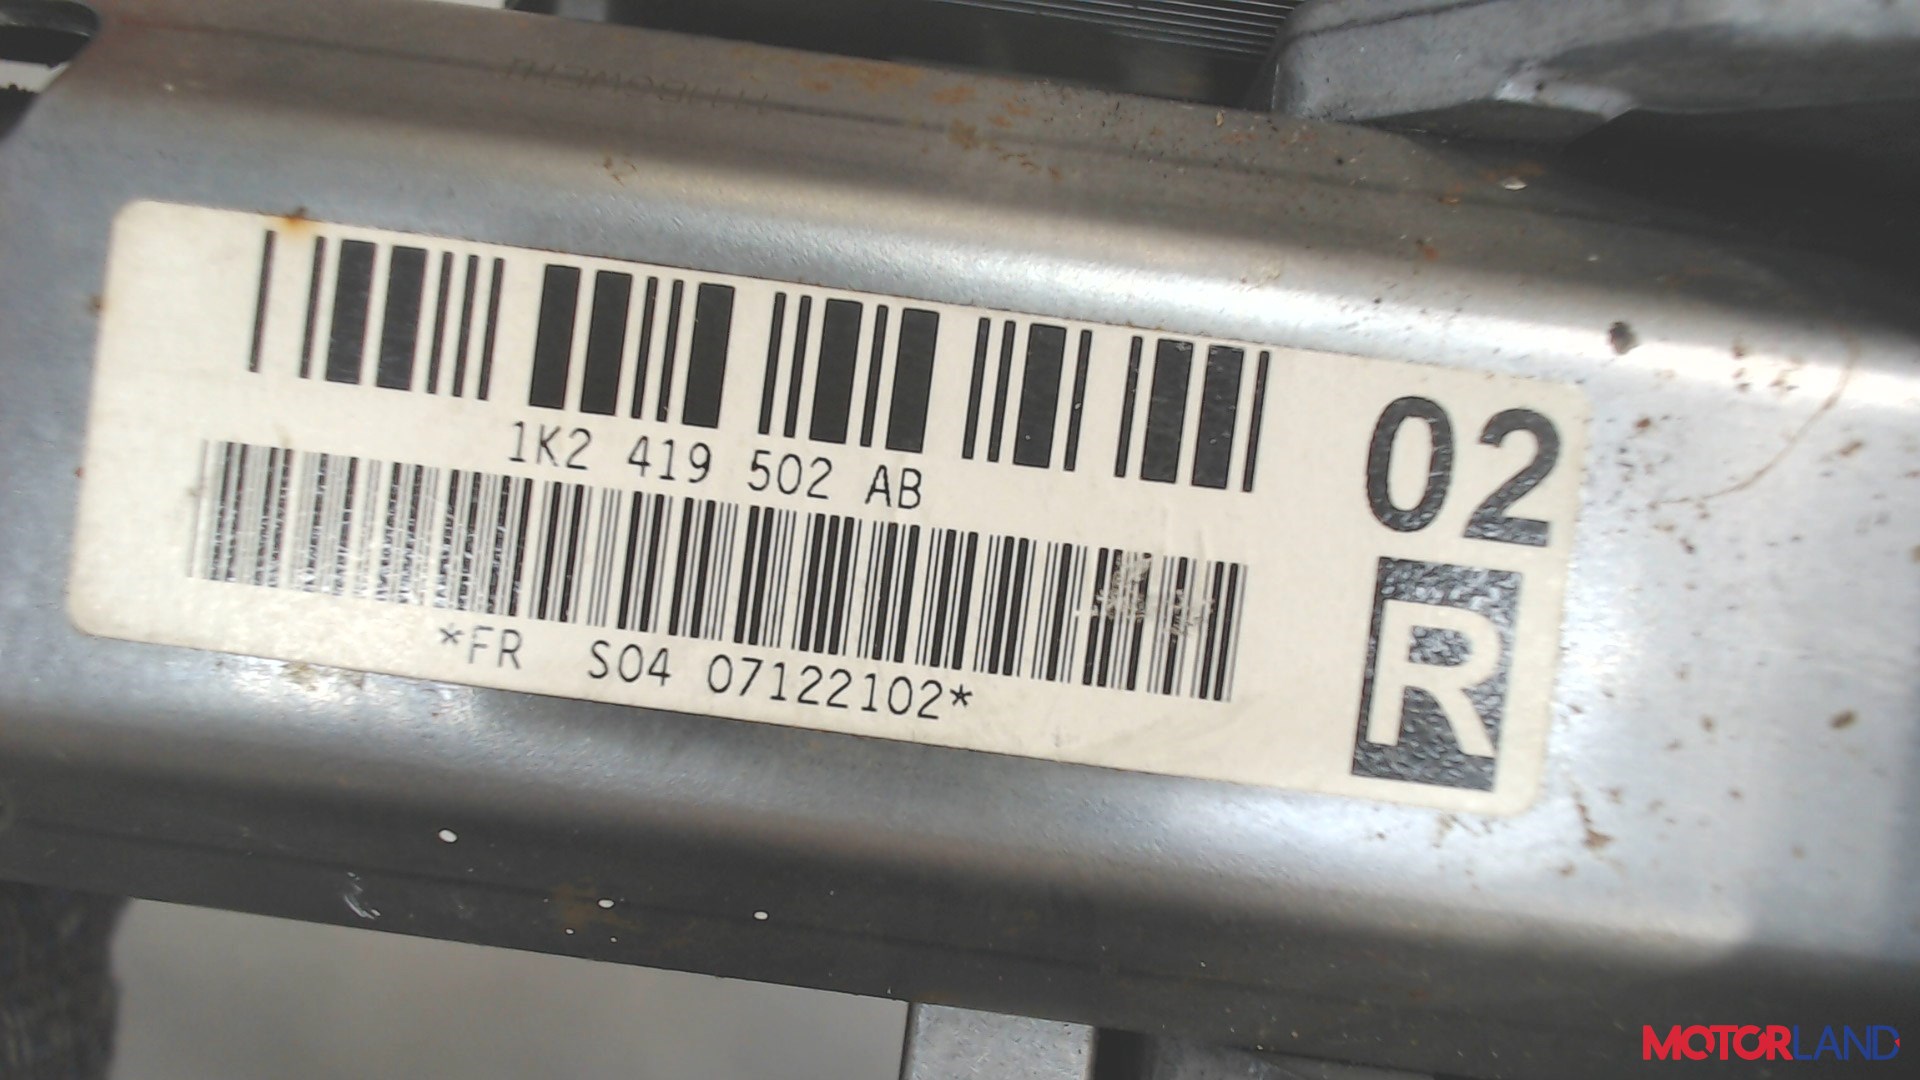 1K2 419 502 AB
02
R
*FR S04 07122102*
MOTORLAND